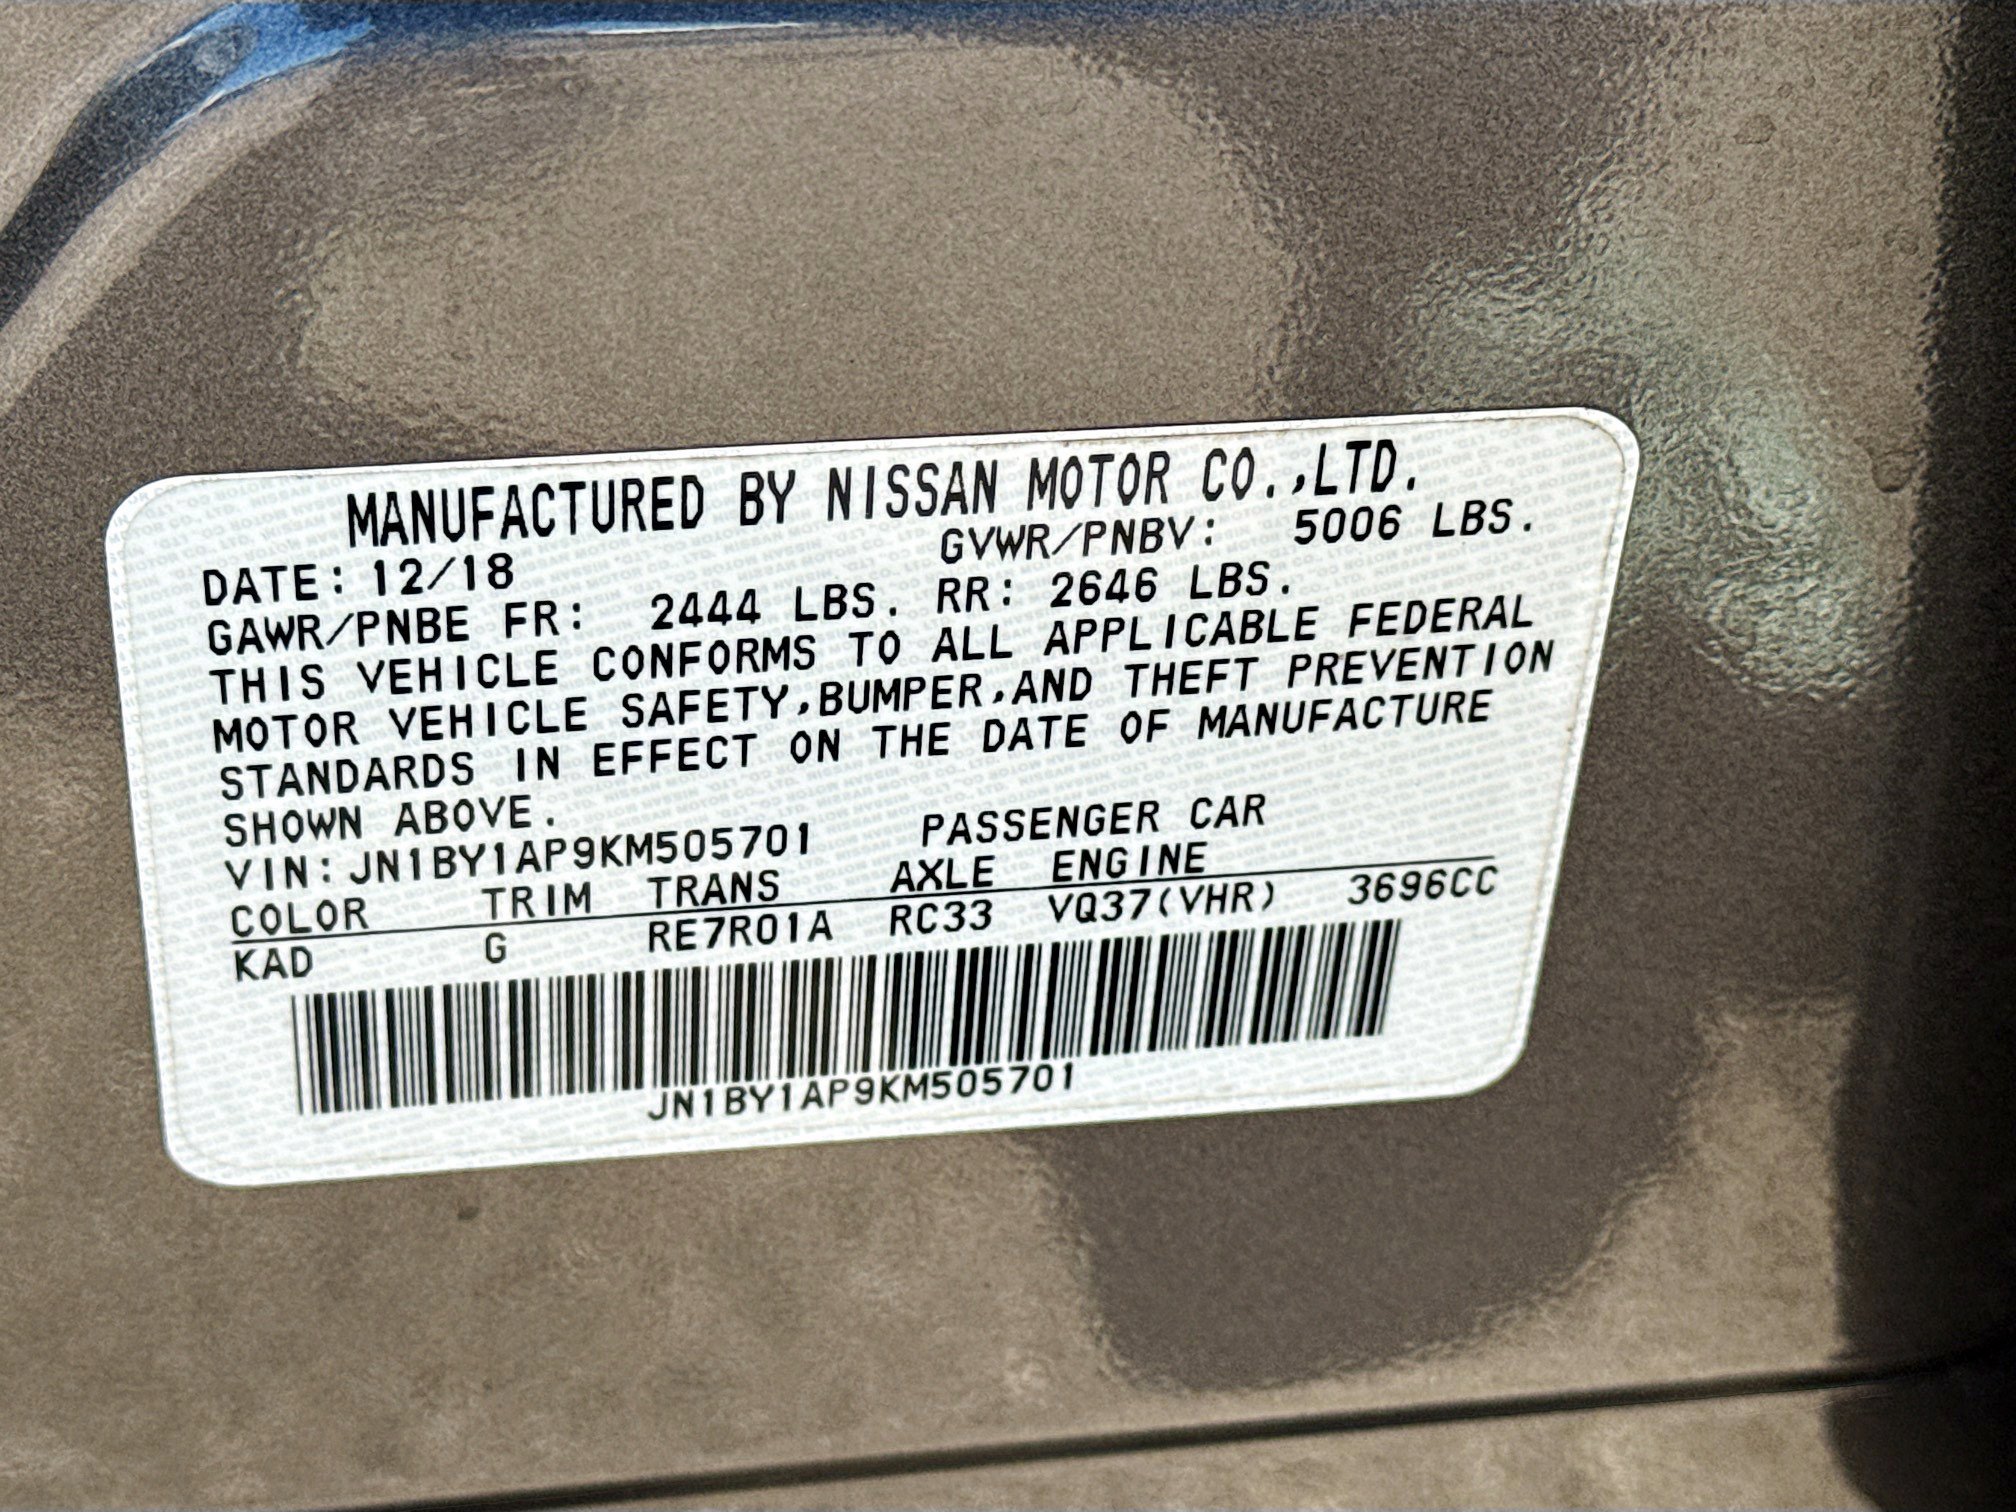 MANUFACTURED BY NISSAN MOTOR CO.,LTD.
DATE: 12/18 GVWR/PNBV: 5006 LBS.
GAWR/PNBE FR: 2444 LBS. RR: 2646 LBS.
THIS VEHICLE CONFORMS TO ALL APPLICABLE FEDERAL
MOTOR VEHICLE SAFETY,BUMPER,AND THEFT PREVENTION
STANDARDS IN EFFECT ON THE DATE OF MANUFACTURE
SHOWN ABOVE.
VIN: JN1BY1AP9KM505701 PASSENGER CAR
COLOR TRIM TRANS AXLE ENGINE
KAD G RE7R01A RC33 VQ37(VHR) 3696CC
JN1BY1AP9KM505701